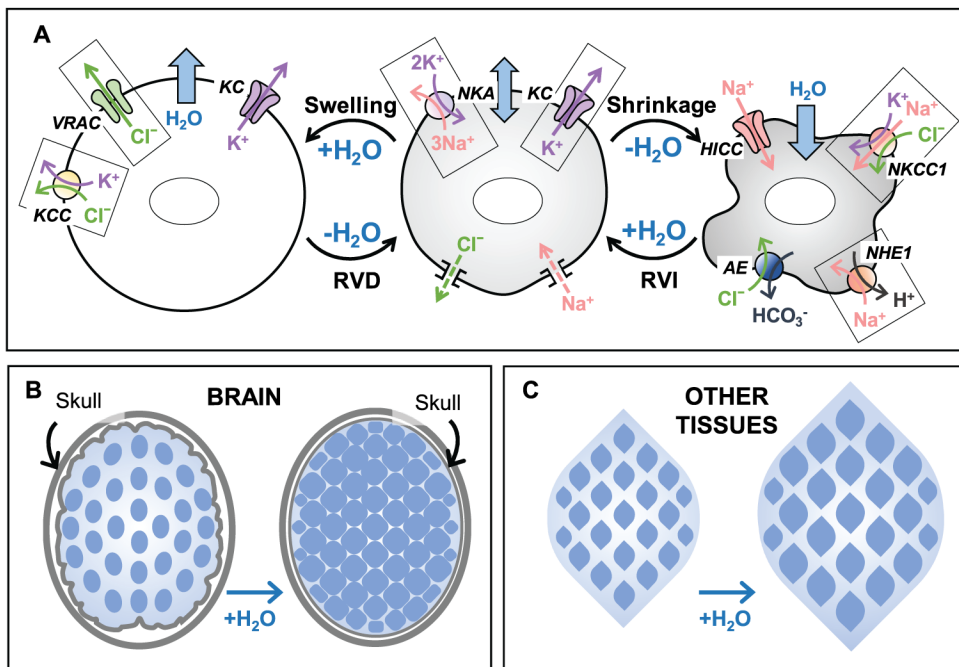 A
VRAC
Cl⁻
H₂O
KC
K⁺
K⁺
Cl⁻
KCC
Swelling
+H₂O
-H₂O
RVD
2K⁺
3Na⁺
NKA
KC
K⁺
Cl⁻
Na⁺
Shrinkage
-H₂O
+H₂O
RVI
Na⁺
HICC
H₂O
K⁺
Na⁺
Cl⁻
NKCC1
AE
Cl⁻
HCO₃⁻
NHE1
Na⁺
H⁺
B
BRAIN
Skull
Skull
+H₂O
C
OTHER
TISSUES
+H₂O